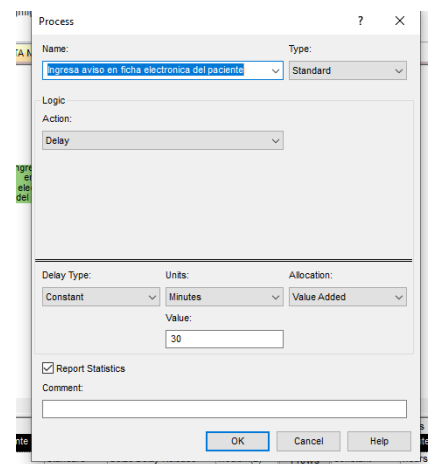 Process ? ×
Name: Type:
Ingresa aviso en ficha electronica del paciente Standard
Logic
Action:
Delay
Delay Type: Units: Allocation:
Constant Minutes Value Added
Value:
30
Report Statistics
Comment:
OK Cancel Help